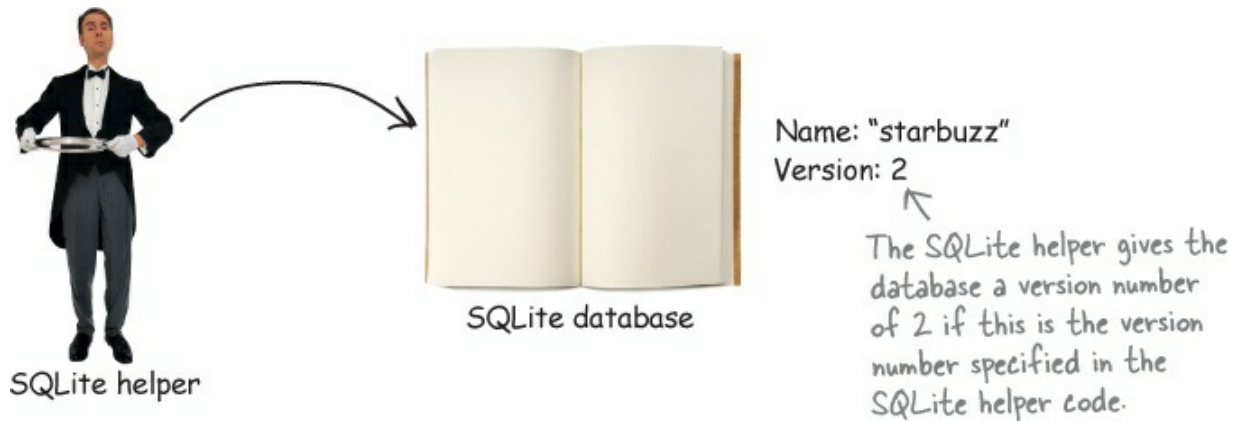 SQLite helper
SQLite database
Name: “starbuzz”
Version: 2
The SQLite helper gives the
database a version number
of 2 if this is the version
number specified in the
SQLite helper code.